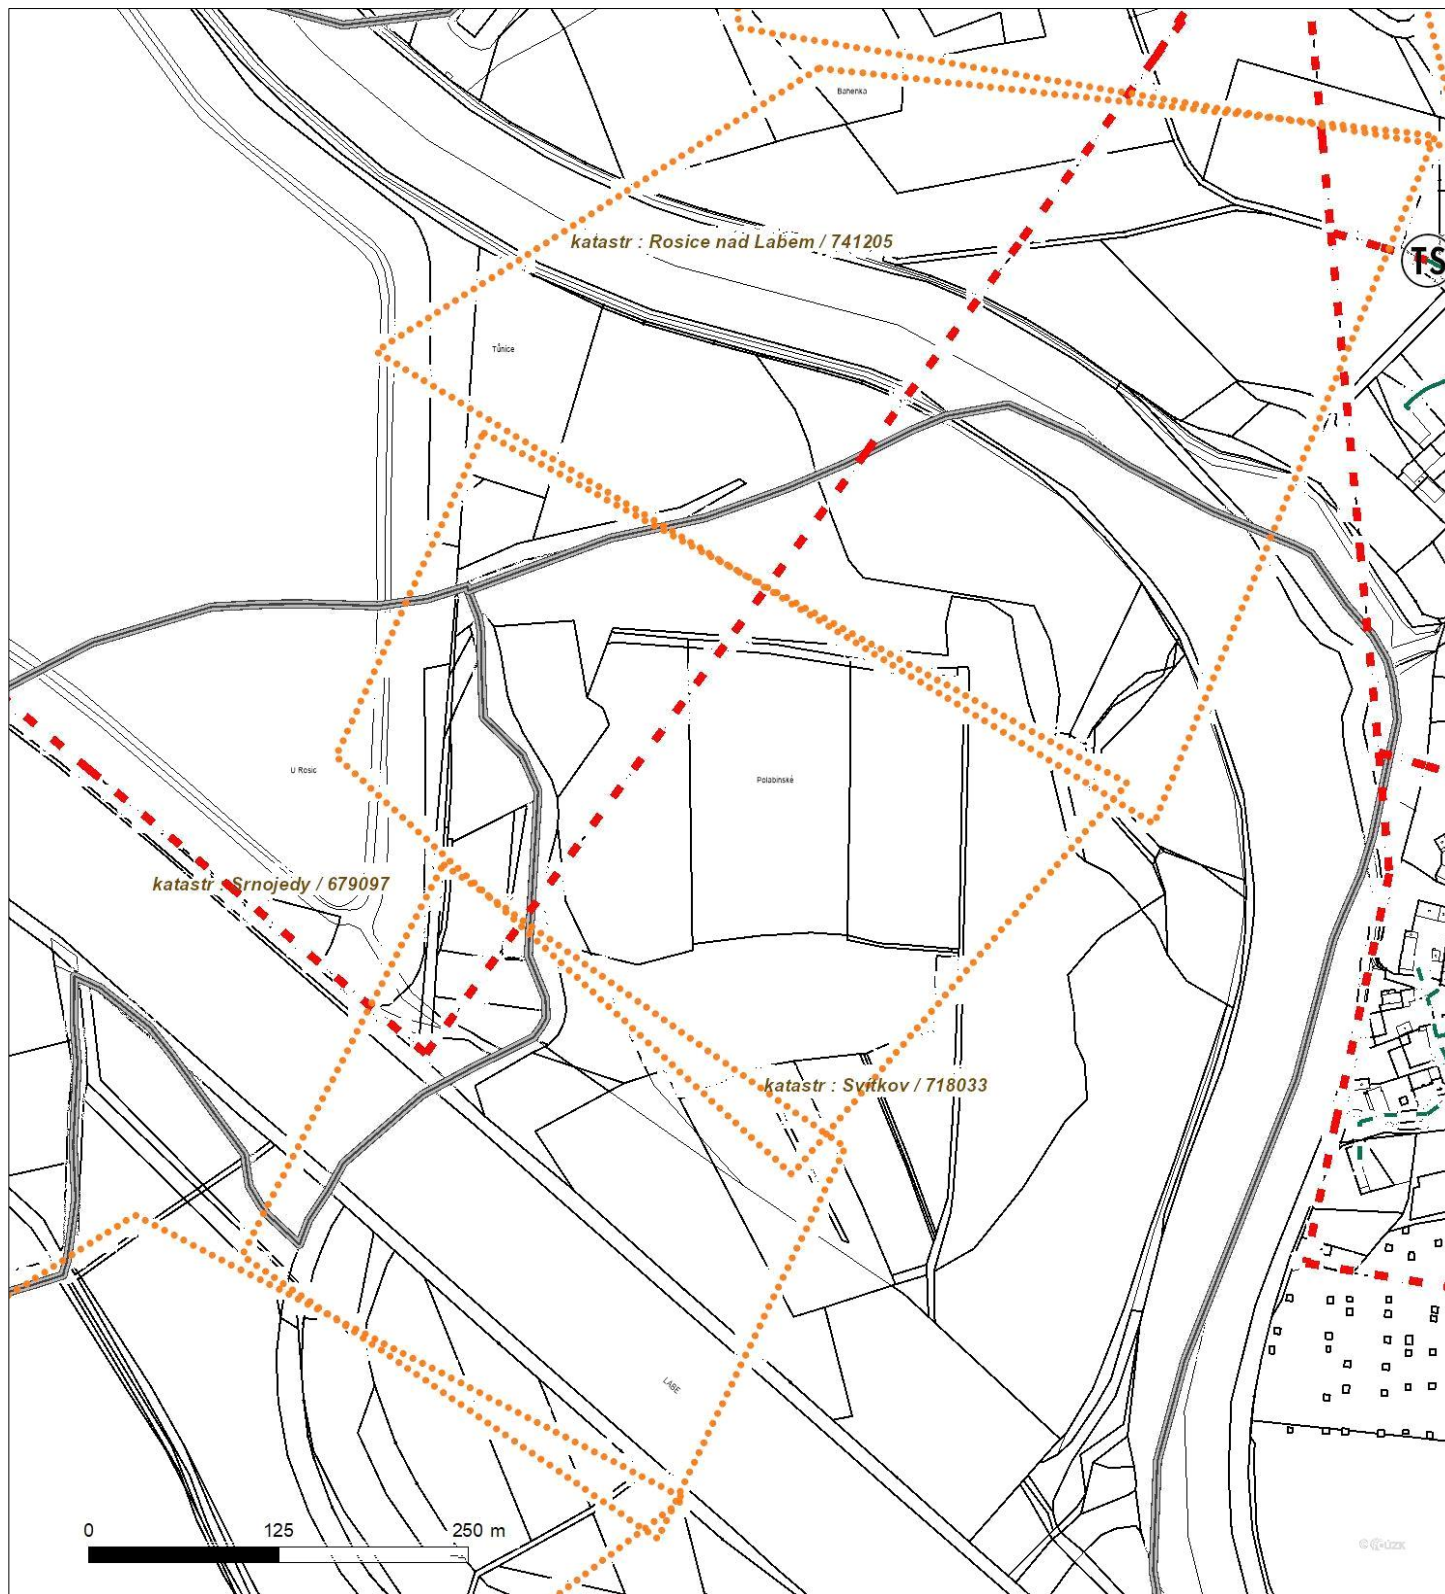 Bahenka
katastr : Rosice nad Labem / 741205
TS
Tůnice
U Rosic
Polabinské
katastr : Srnojedy / 679097
katastr : Svítkov / 718033
LABE
0 125 250 m